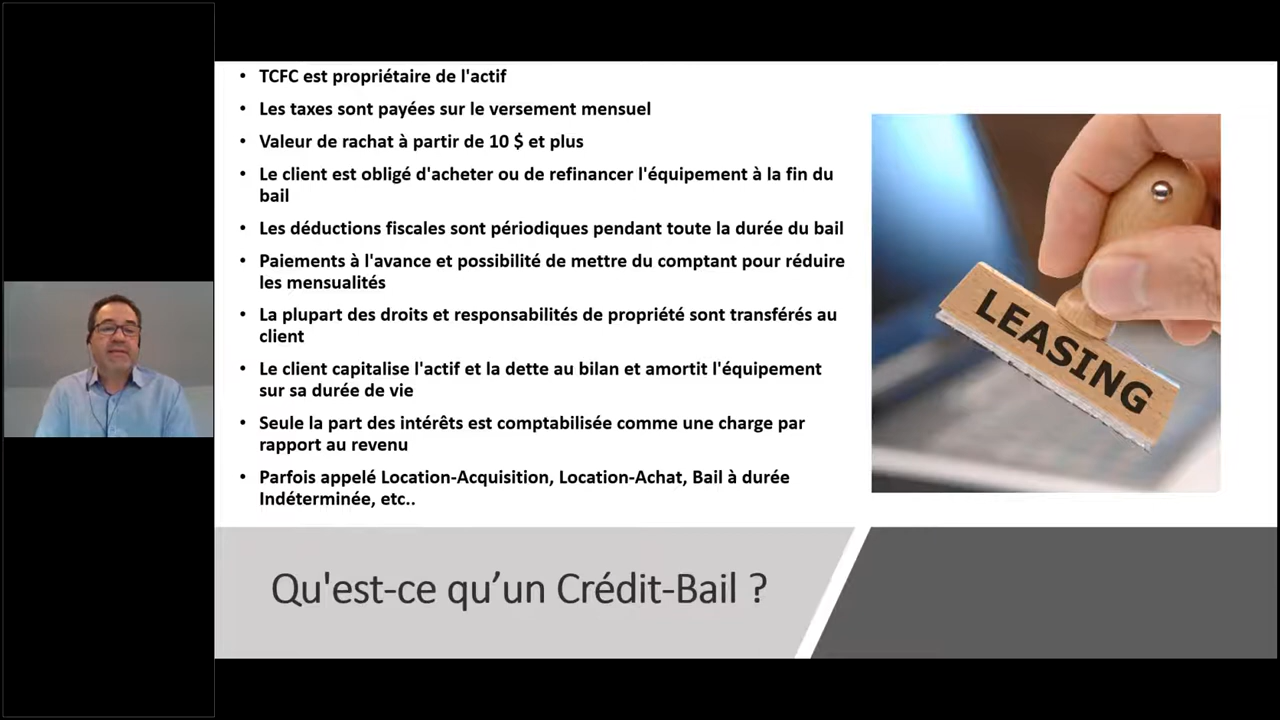 • TCFC est propriétaire de l'actif
• Les taxes sont payées sur le versement mensuel
• Valeur de rachat à partir de 10 $ et plus
• Le client est obligé d'acheter ou de refinancer l'équipement à la fin du
bail
• Les déductions fiscales sont périodiques pendant toute la durée du bail
• Paiements à l'avance et possibilité de mettre du comptant pour réduire
les mensualités
• La plupart des droits et responsabilités de propriété sont transférés au
client
• Le client capitalise l'actif et la dette au bilan et amortit l'équipement
sur sa durée de vie
• Seule la part des intérêts est comptabilisée comme une charge par
rapport au revenu
• Parfois appelé Location-Acquisition, Location-Achat, Bail à durée
Indéterminée, etc..
LEASING
Qu'est-ce qu’un Crédit-Bail ?